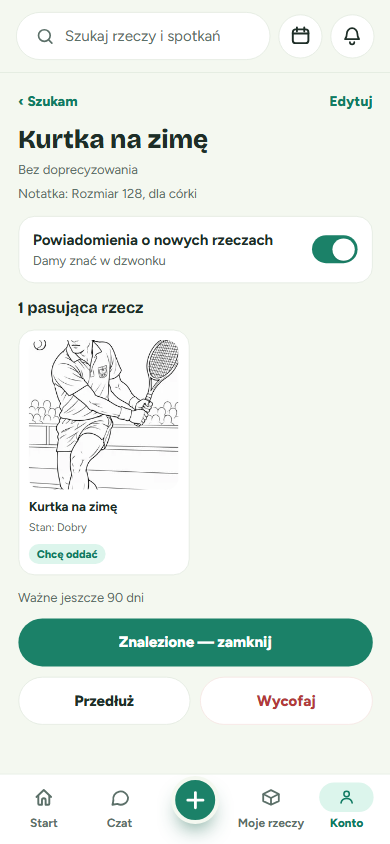 Szukaj rzeczy i spotkań
‹ Szukam
Edytuj
Kurtka na zimę
Bez doprecyzowania
Notatka: Rozmiar 128, dla córki
Powiadomienia o nowych rzeczach
Damy znać w dzwonku
1 pasująca rzecz
Kurtka na zimę
Stan: Dobry
Chcę oddać
Ważne jeszcze 90 dni
Znalezione — zamknij
Przedłuż
Wycofaj
Start
Czat
Moje rzeczy
Konto